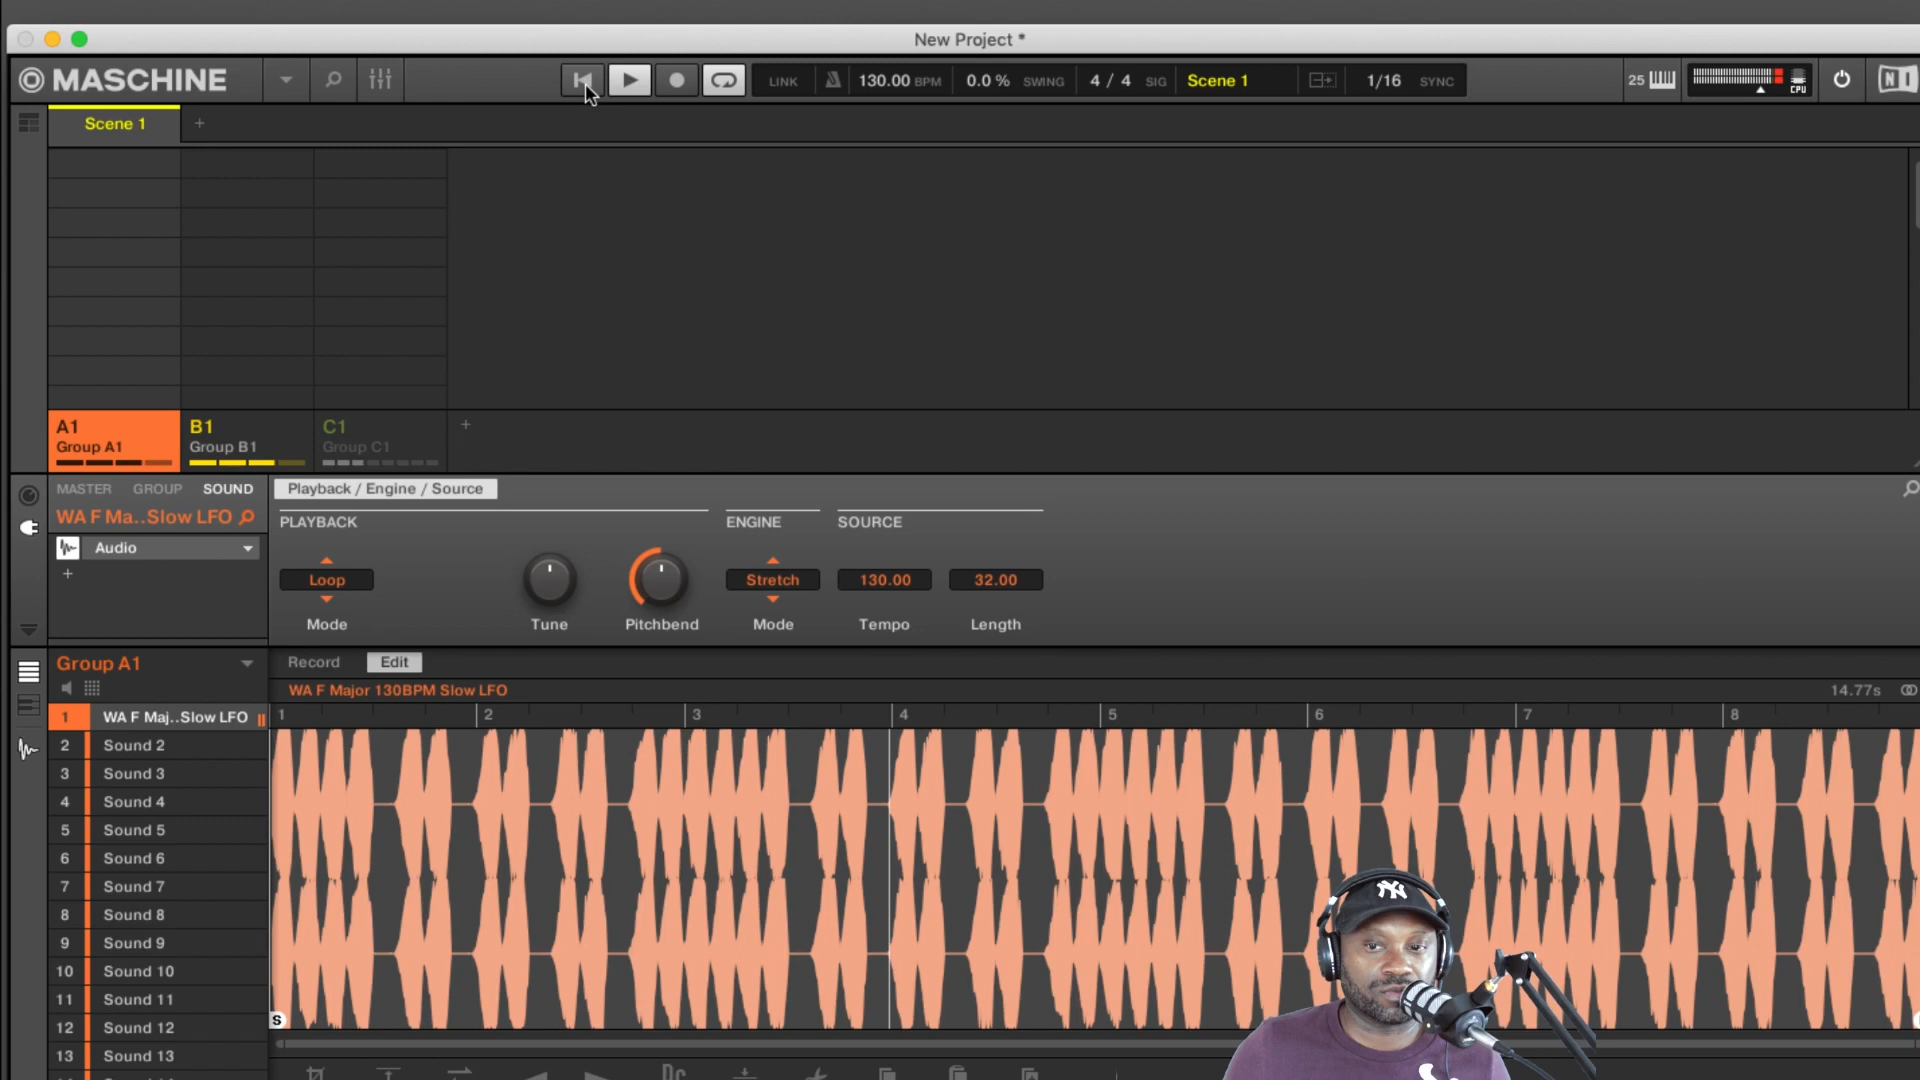 New Project *
MASCHINE
LINK 130.00 BPM 0.0 % SWING 4 / 4 SIG Scene 1 1/16 SYNC 25 CPU NI
Scene 1 +
A1 B1 C1 +
Group A1 Group B1 Group C1
MASTER GROUP SOUND Playback / Engine / Source
WA F Ma..Slow LFO
PLAYBACK ENGINE SOURCE
Audio
+
Loop Stretch 130.00 32.00
Mode Tune Pitchbend Mode Tempo Length
Group A1 Record Edit
WA F Major 130BPM Slow LFO 14.77s
1 WA F Maj..Slow LFO 1 2 3 4 5 6 7 8
2 Sound 2
3 Sound 3
4 Sound 4
5 Sound 5
6 Sound 6
7 Sound 7
8 Sound 8
9 Sound 9
10 Sound 10
11 Sound 11
12 Sound 12
S
13 Sound 13
NY